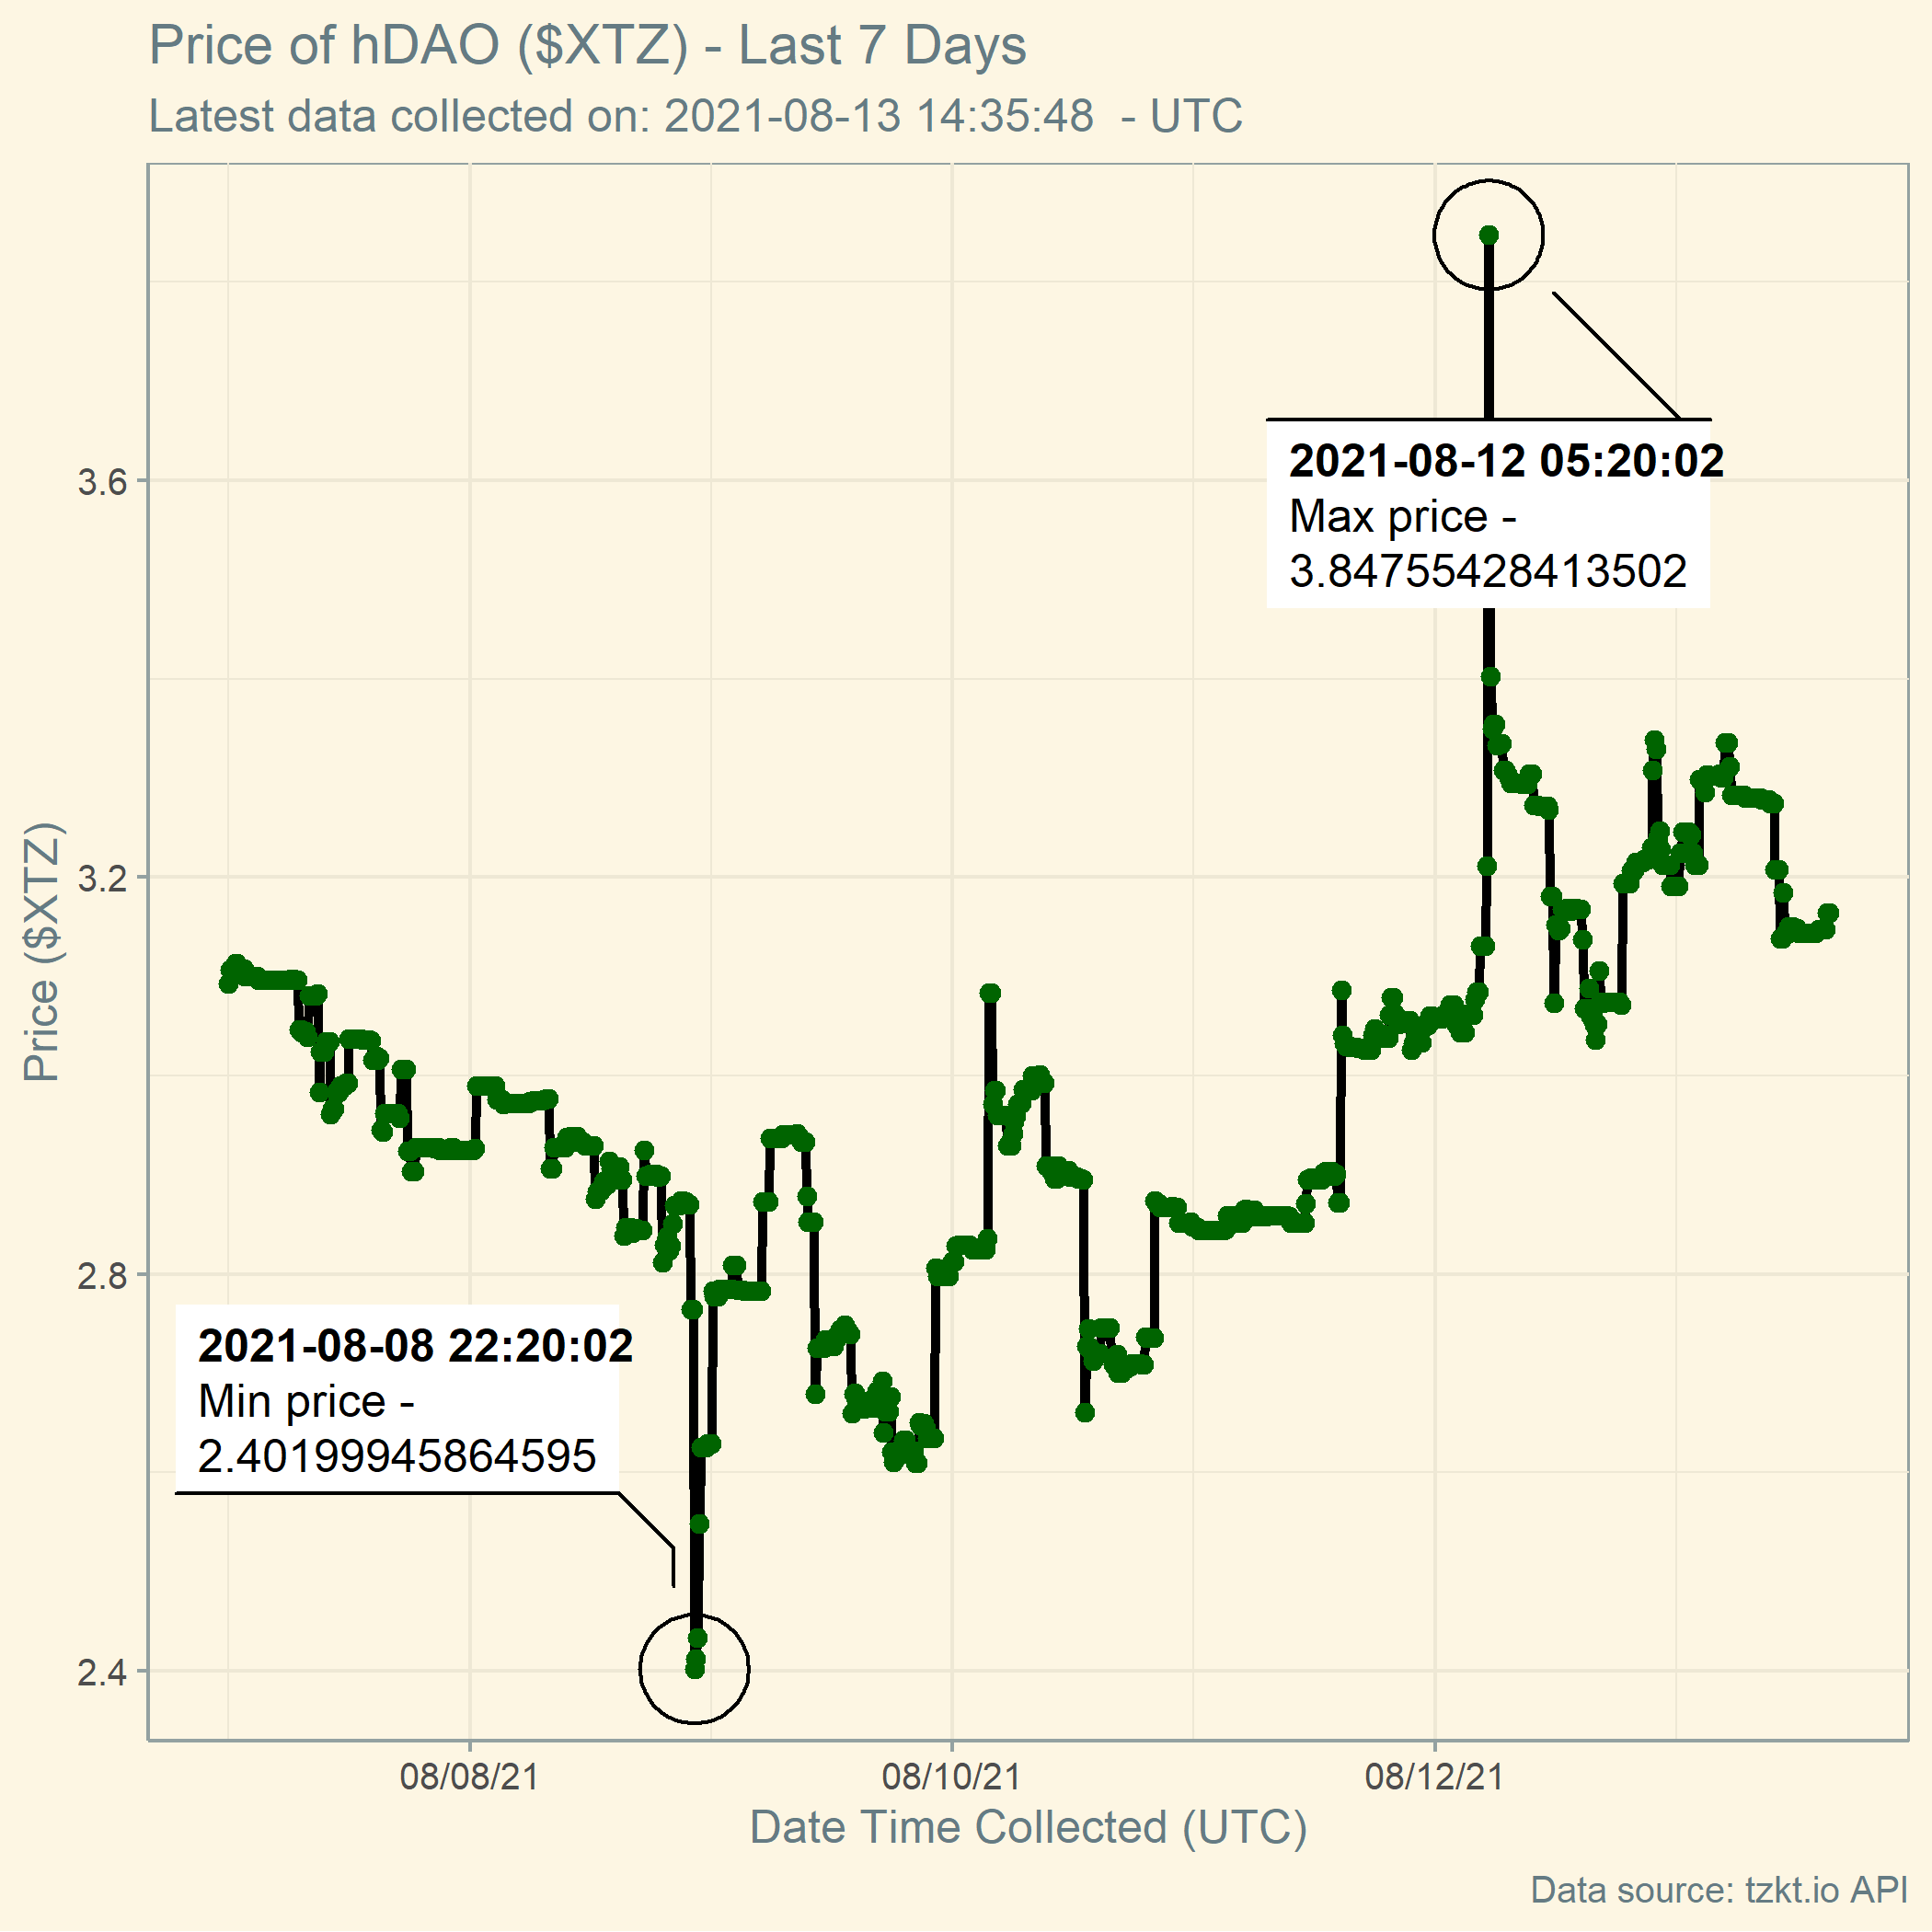 Price of hDAO ($XTZ) - Last 7 Days
Latest data collected on: 2021-08-13 14:35:48  - UTC
Price ($XTZ)
3.6
3.2
2.8
2.4
2021-08-12 05:20:02
Max price -
3.84755428413502
2021-08-08 22:20:02
Min price -
2.40199945864595
08/08/21
08/10/21
08/12/21
Date Time Collected (UTC)
Data source: tzkt.io API